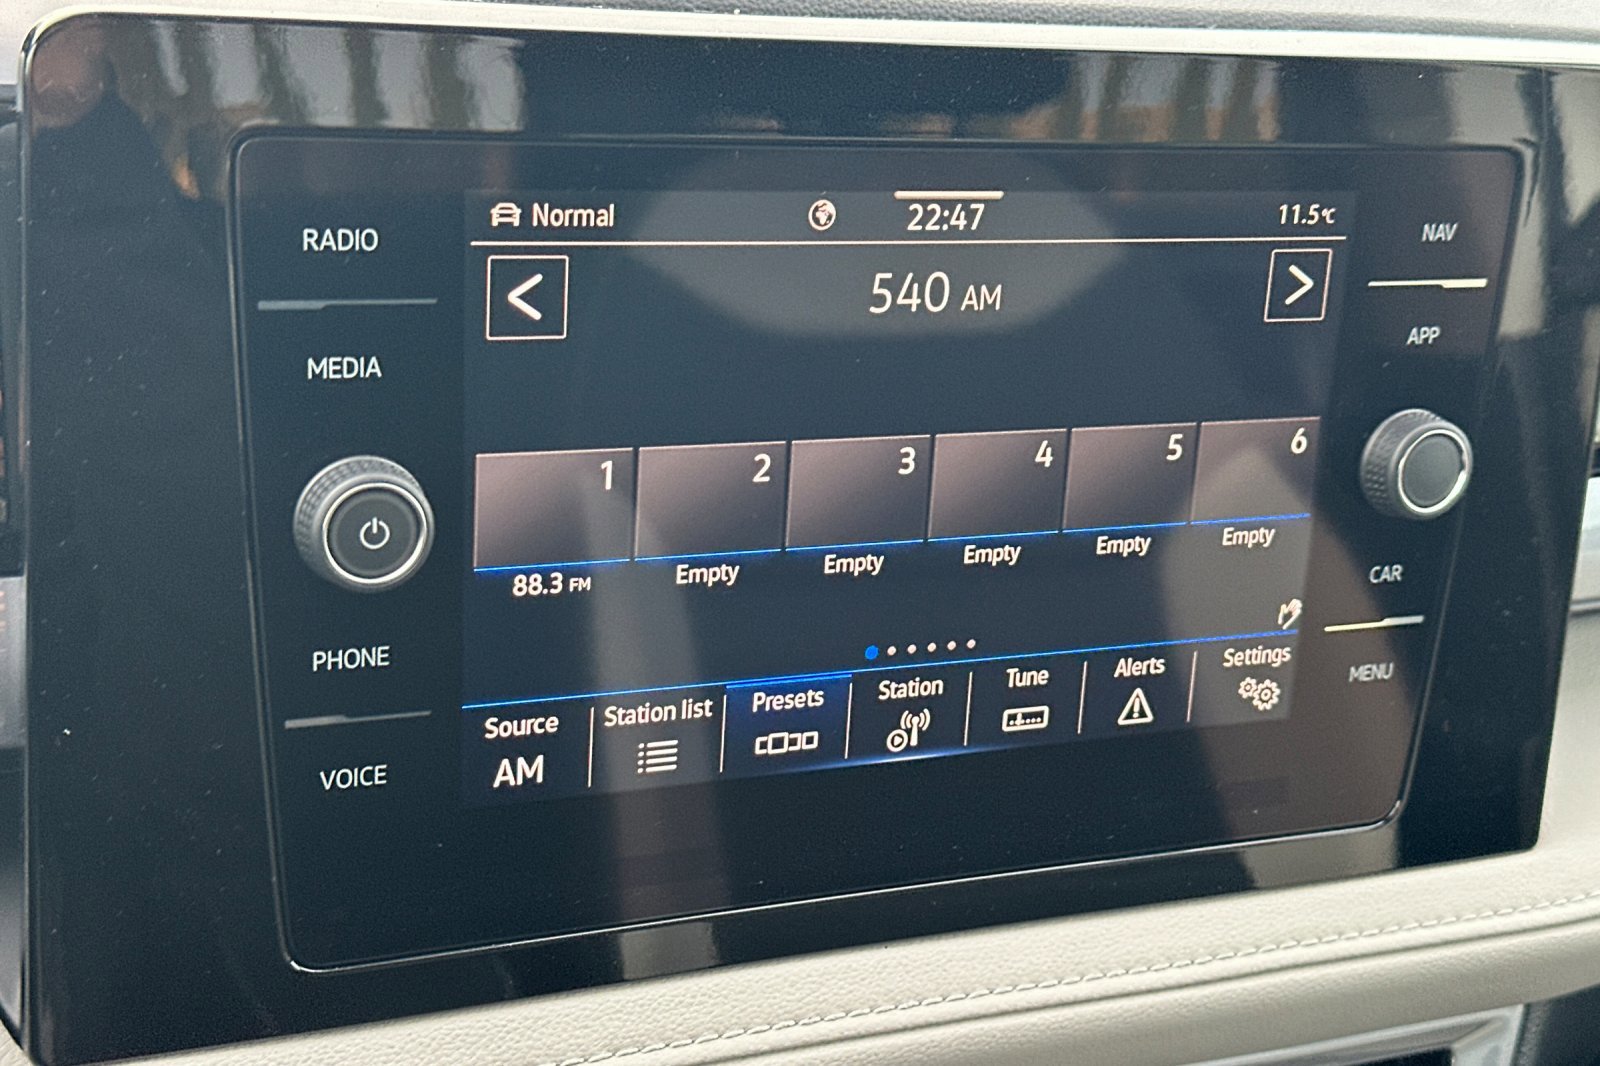 RADIO
MEDIA
PHONE
VOICE
Normal
22:47
11.5°C
<
540 AM
>
1
2
3
4
5
6
88.3 FM
Empty
Empty
Empty
Empty
Empty
Source
AM
Station list
Presets
Station
Tune
Alerts
Settings
NAV
APP
CAR
MENU